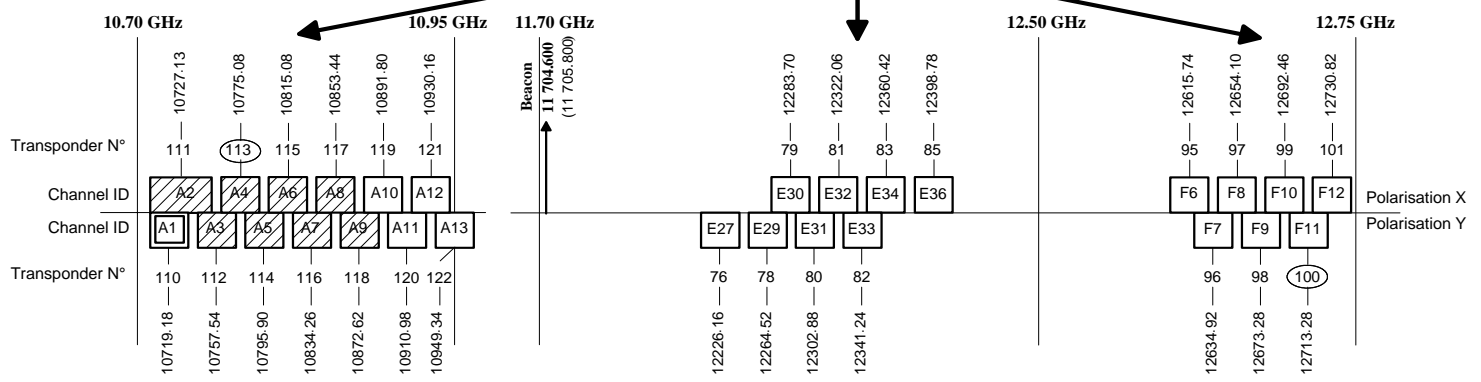 10.70 GHz 10.95 GHz 11.70 GHz 12.50 GHz 12.75 GHz
10727.13 10775.08 10815.08 10853.44 10891.80 10930.16 Beacon 11 704.600 (11 705.800) 12283.70 12322.06 12360.42 12398.78 12615.74 12654.10 12692.46 12730.82
Transponder N° 111 113 115 117 119 121 79 81 83 85 95 97 99 101
Channel ID A2 A4 A6 A8 A10 A12 E30 E32 E34 E36 F6 F8 F10 F12 Polarisation X
Channel ID A1 A3 A5 A7 A9 A11 A13 E27 E29 E31 E33 F7 F9 F11 Polarisation Y
Transponder N° 110 112 114 116 118 120 122 76 78 80 82 96 98 100
10719.18 10757.54 10795.90 10834.26 10872.62 10910.98 10949.34 12226.16 12264.52 12302.88 12341.24 12634.92 12673.28 12713.28